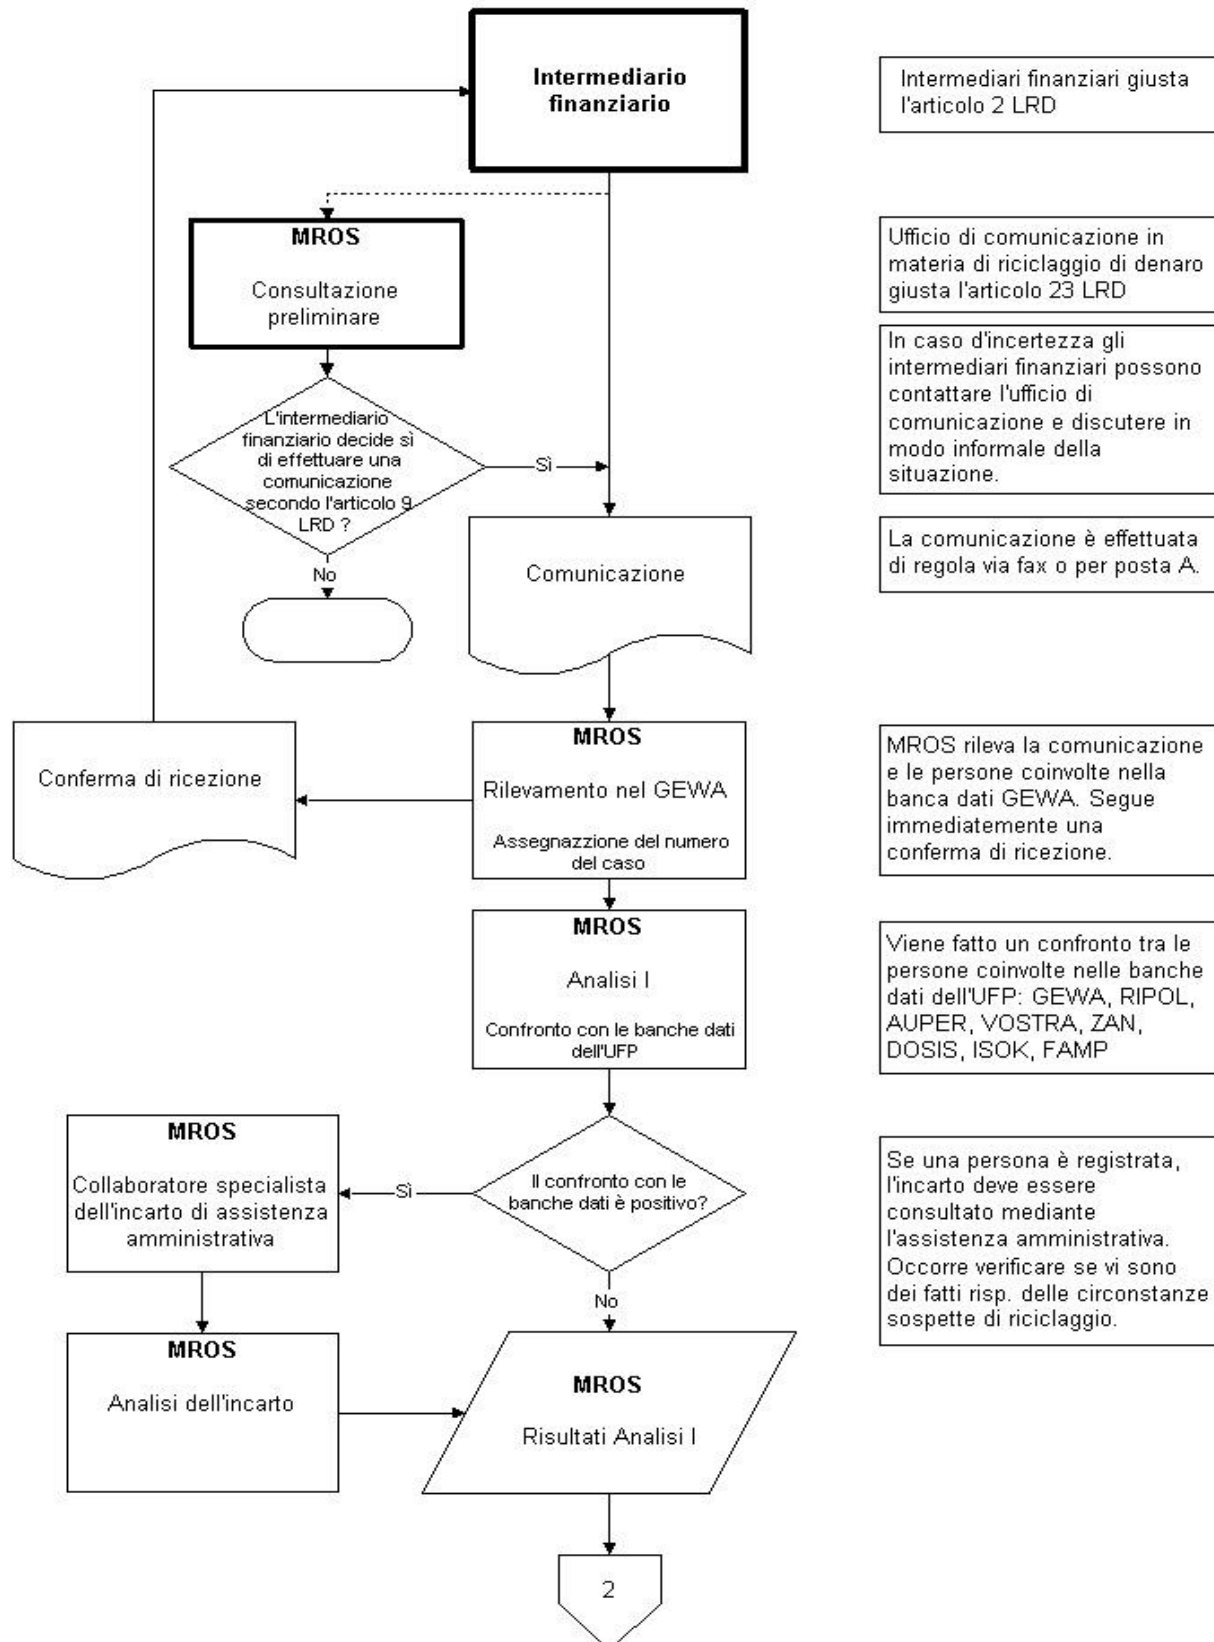 Intermediario
finanziario
Intermediari finanziari giusta
l'articolo 2 LRD
MROS
Consultazione
preliminare
Ufficio di comunicazione in
materia di riciclaggio di denaro
giusta l'articolo 23 LRD
In caso d'incertezza gli
intermediari finanziari possono
contattare l'ufficio di
comunicazione e discutere in
modo informale della
situazione.
L'intermediario
finanziario decide sì
di effettuare una
comunicazione
secondo l'articolo 9
LRD ?
Sì
No
Comunicazione
La comunicazione è effettuata
di regola via fax o per posta A.
Conferma di ricezione
MROS
Rilevamento nel GEWA
Assegnazzione del numero
del caso
MROS rileva la comunicazione
e le persone coinvolte nella
banca dati GEWA. Segue
immediatemente una
conferma di ricezione.
MROS
Analisi I
Confronto con le banche dati
dell'UFP
Viene fatto un confronto tra le
persone coinvolte nelle banche
dati dell'UFP: GEWA, RIPOL,
AUPER, VOSTRA, ZAN,
DOSIS, ISOK, FAMP
MROS
Collaboratore specialista
dell'incarto di assistenza
amministrativa
Sì
Il confronto con le
banche dati è positivo?
No
Se una persona è registrata,
l'incarto deve essere
consultato mediante
l'assistenza amministrativa.
Occorre verificare se vi sono
dei fatti risp. delle circostanze
sospette di riciclaggio.
MROS
Analisi dell'incarto
MROS
Risultati Analisi I
2